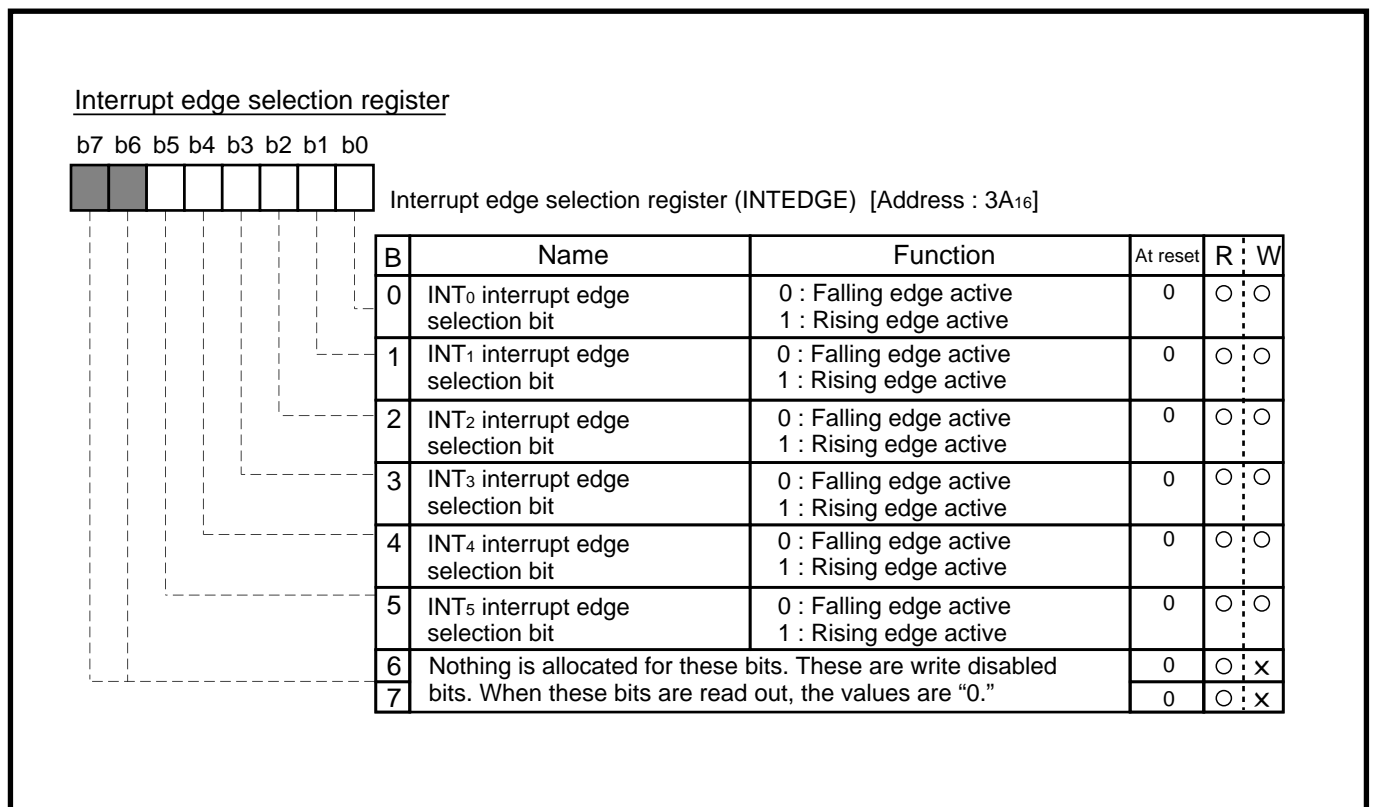 Interrupt edge selection register
b7 b6 b5 b4 b3 b2 b1 b0
Interrupt edge selection register (INTEDGE) [Address : 3A16]
B Name Function At reset R W
0 INT0 interrupt edge 0 : Falling edge active 0 ○ ○
selection bit 1 : Rising edge active
1 INT1 interrupt edge 0 : Falling edge active 0 ○ ○
selection bit 1 : Rising edge active
2 INT2 interrupt edge 0 : Falling edge active 0 ○ ○
selection bit 1 : Rising edge active
3 INT3 interrupt edge 0 : Falling edge active 0 ○ ○
selection bit 1 : Rising edge active
4 INT4 interrupt edge 0 : Falling edge active 0 ○ ○
selection bit 1 : Rising edge active
5 INT5 interrupt edge 0 : Falling edge active 0 ○ ○
selection bit 1 : Rising edge active
6 Nothing is allocated for these bits. These are write disabled 0 ○ ×
7 bits. When these bits are read out, the values are “0.” 0 ○ ×